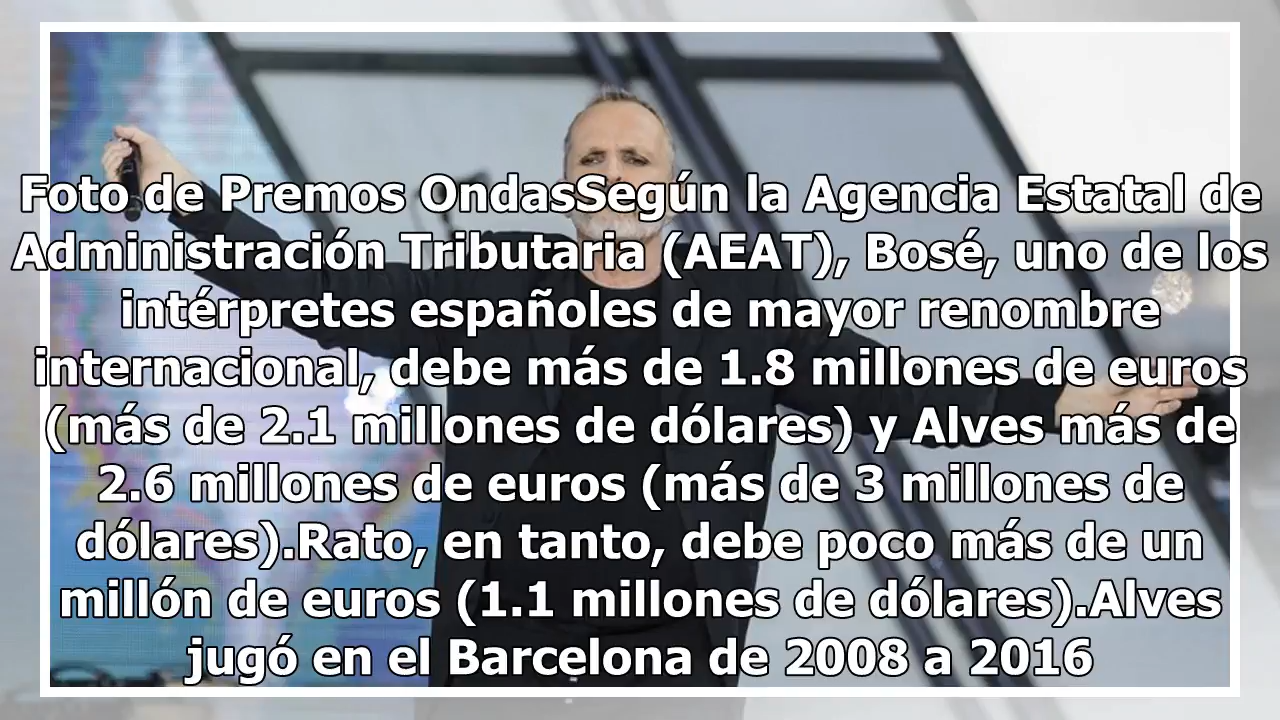 Foto de Premos OndasSegún la Agencia Estatal de
Administración Tributaria (AEAT), Bosé, uno de los
intérpretes españoles de mayor renombre
internacional, debe más de 1.8 millones de euros
(más de 2.1 millones de dólares) y Alves más de
2.6 millones de euros (más de 3 millones de
dólares).Rato, en tanto, debe poco más de un
millón de euros (1.1 millones de dólares).Alves
jugó en el Barcelona de 2008 a 2016